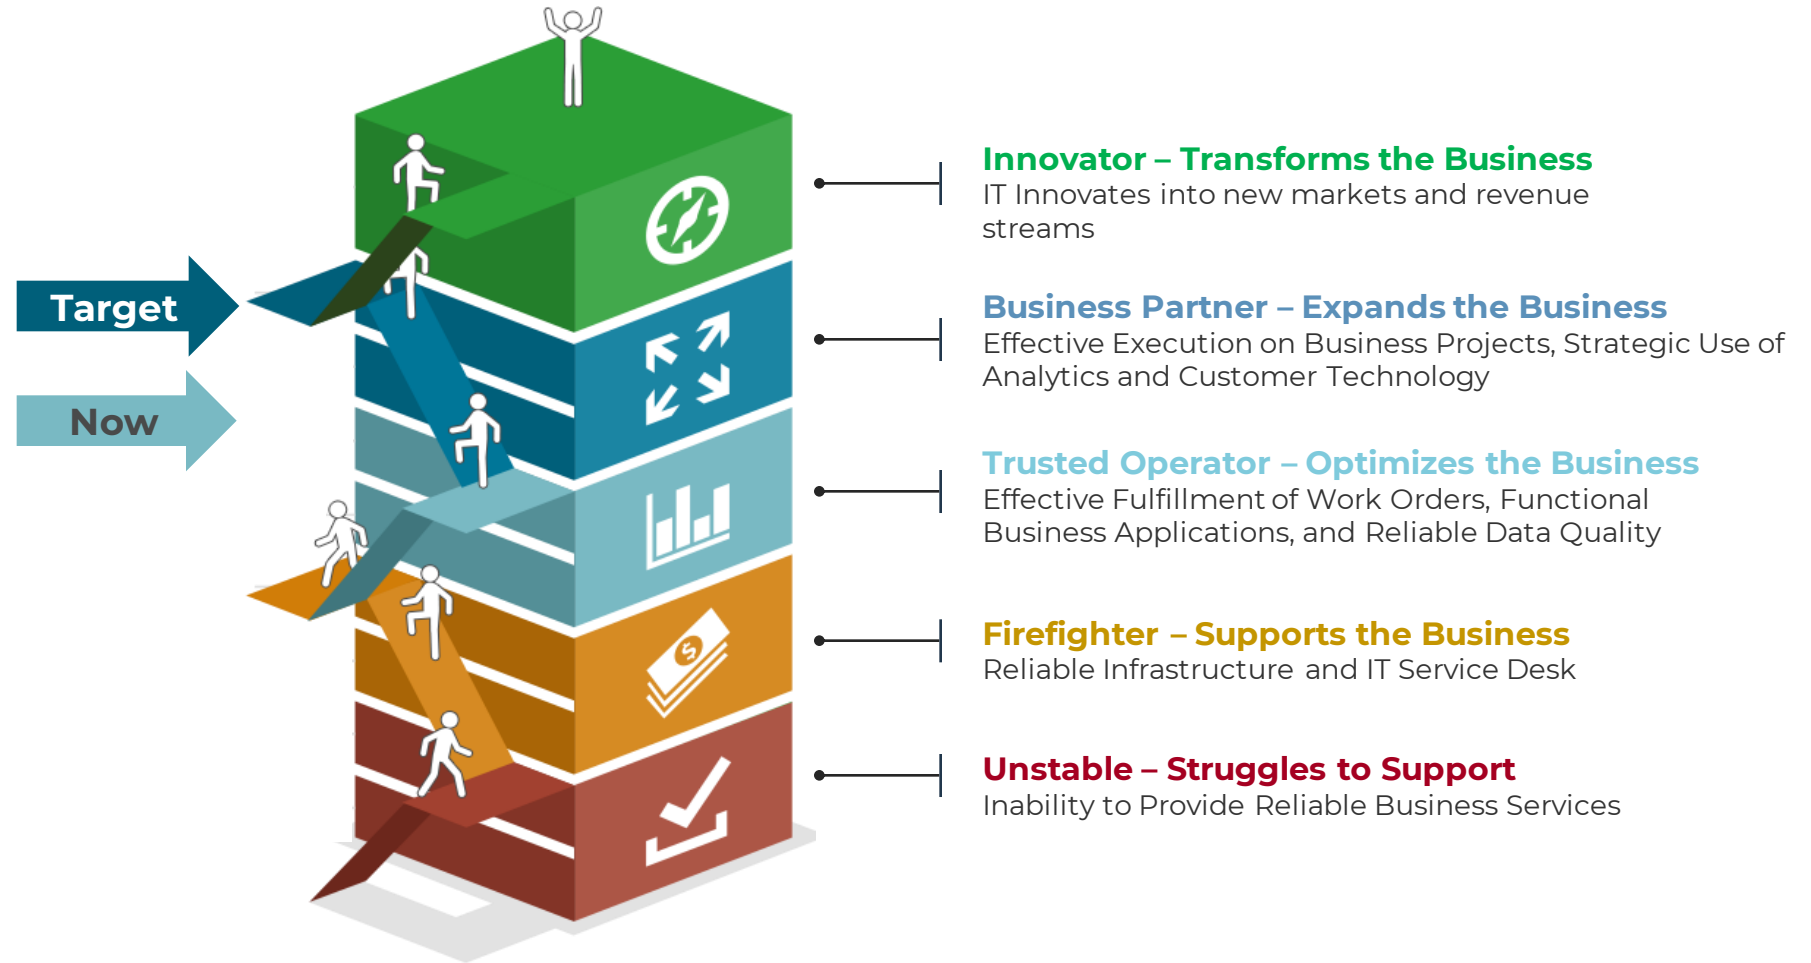 Target
Now
Innovator – Transforms the Business
IT Innovates into new markets and revenue
streams
Business Partner – Expands the Business
Effective Execution on Business Projects, Strategic Use of
Analytics and Customer Technology
Trusted Operator – Optimizes the Business
Effective Fulfillment of Work Orders, Functional
Business Applications, and Reliable Data Quality
Firefighter – Supports the Business
Reliable Infrastructure and IT Service Desk
$
Unstable – Struggles to Support
Inability to Provide Reliable Business Services